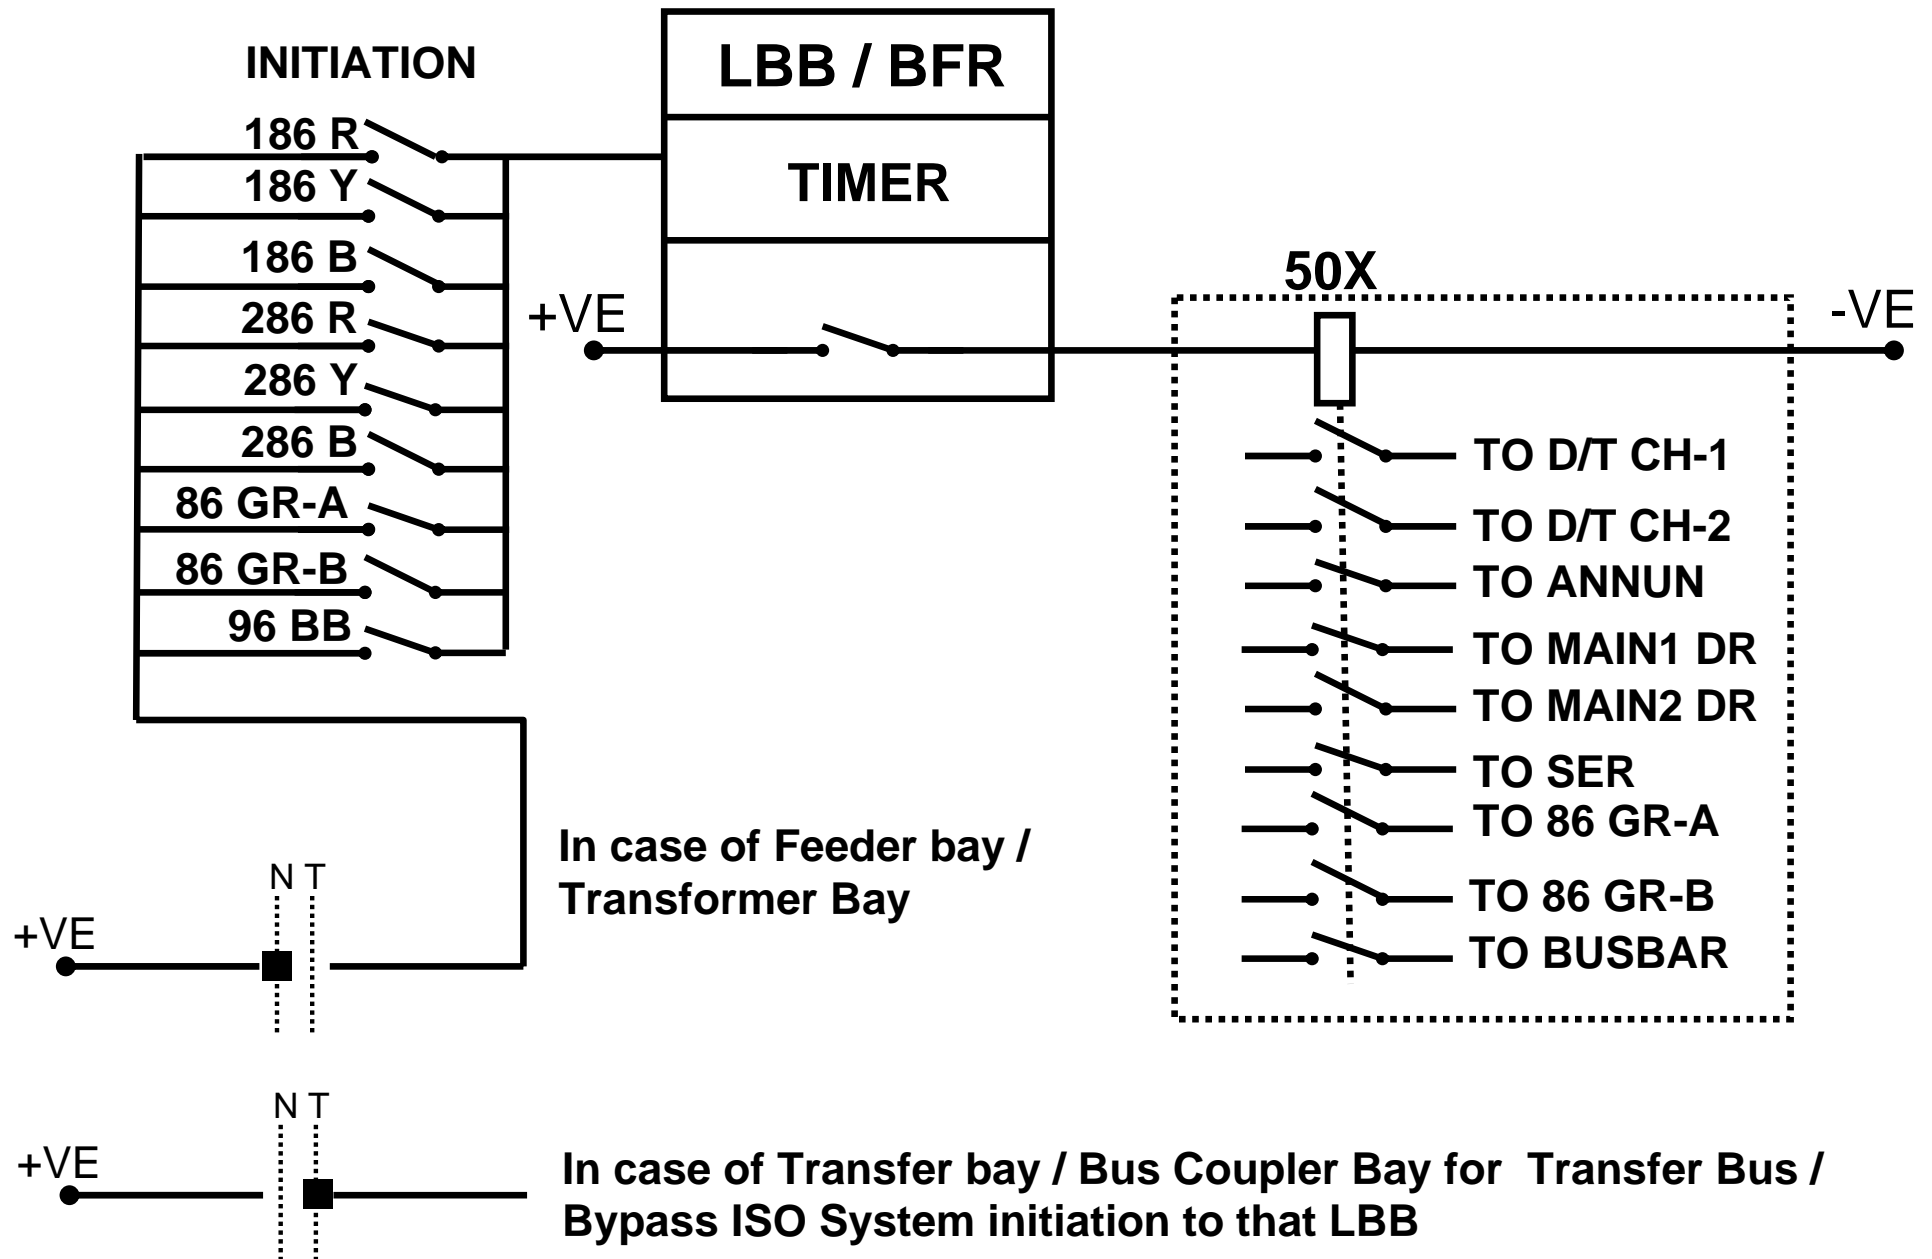 INITIATION
186 R
186 Y
186 B
286 R
286 Y
286 B
86 GR-A
86 GR-B
96 BB
LBB / BFR
TIMER
+VE
50X
-VE
TO D/T CH-1
TO D/T CH-2
TO ANNUN
TO MAIN1 DR
TO MAIN2 DR
TO SER
TO 86 GR-A
TO 86 GR-B
TO BUSBAR
N T
+VE
In case of Feeder bay /
Transformer Bay
N T
+VE
In case of Transfer bay / Bus Coupler Bay for Transfer Bus /
Bypass ISO System initiation to that LBB